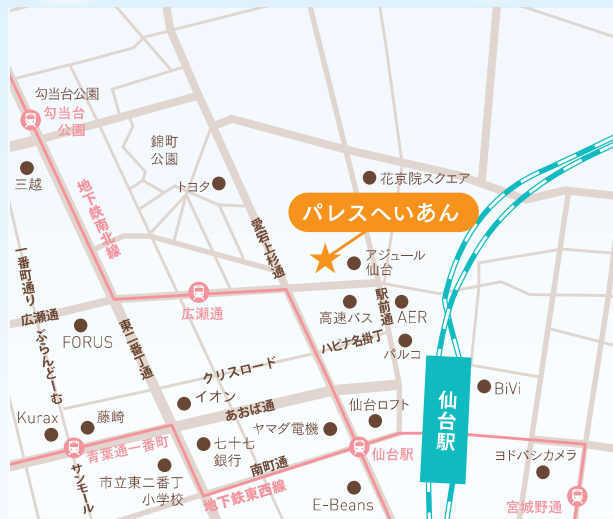 勾当台公園
勾当台
公園
三越
地下鉄南北線
錦町
公園
トヨタ
愛宕上杉通
花京院スクエア
パレスへいあん
アジュール
仙台
駅前通
高速バス
AER
ハピナ名掛丁
パルコ
広瀬通
一番町通り
広瀬通
ぶらんどーむ
FORUS
東二番丁通
クリスロード
イオン
あおば通
仙台ロフト
ヤマダ電機
仙台駅
BiVi
Kurax
藤崎
青葉通一番町
サンモール
七十七
銀行
市立東二番丁
小学校
南町通
地下鉄東西線
仙台駅
E-Beans
ヨドバシカメラ
宮城野通